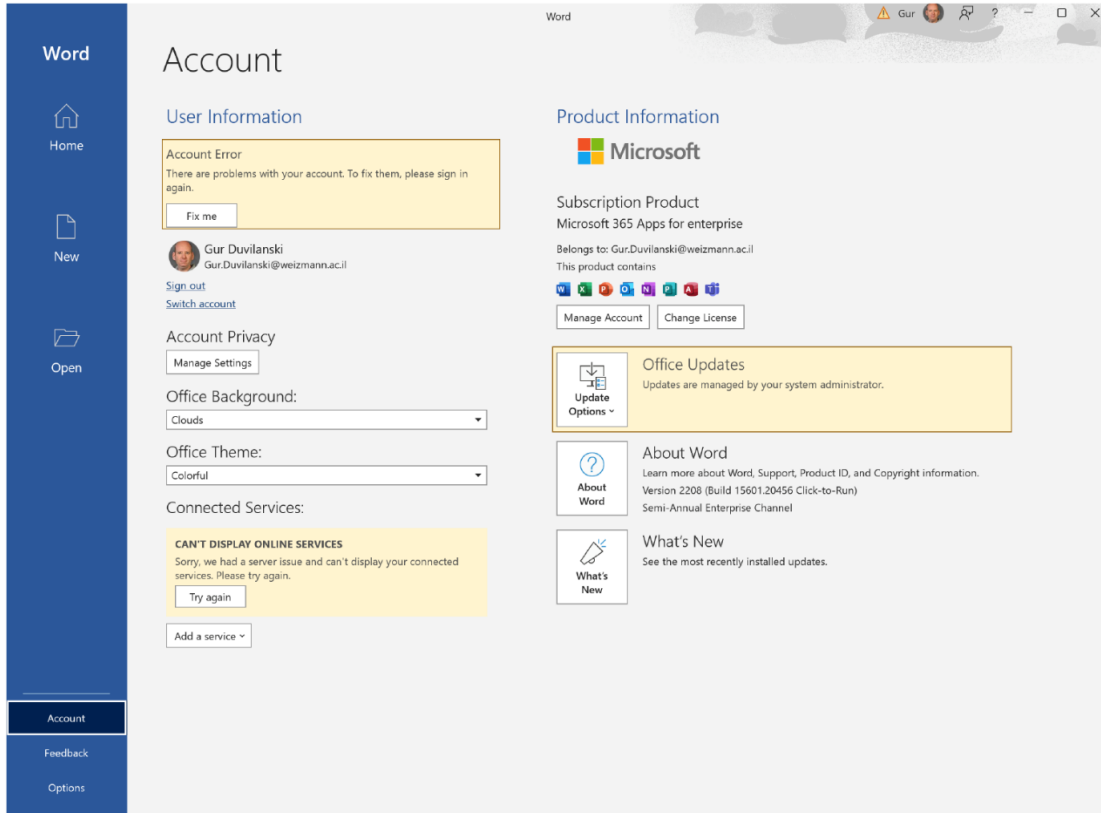 Word
Gur
?
Word
Home
New
Open
Account
Feedback
Options
Account
User Information
Account Error
There are problems with your account. To fix them, please sign in
again.
Fix me
Gur Duvilanski
Gur.Duvilanski@weizmann.ac.il
Sign out
Switch account
Account Privacy
Manage Settings
Office Background:
Clouds
Office Theme:
Colorful
Connected Services:
CAN'T DISPLAY ONLINE SERVICES
Sorry, we had a server issue and can't display your connected
services. Please try again.
Try again
Add a service
Product Information
Microsoft
Subscription Product
Microsoft 365 Apps for enterprise
Belongs to: Gur.Duvilanski@weizmann.ac.il
This product contains
Manage Account
Change License
Update
Options
Office Updates
Updates are managed by your system administrator.
About
Word
About Word
Learn more about Word, Support, Product ID, and Copyright information.
Version 2208 (Build 15601.20456 Click-to-Run)
Semi-Annual Enterprise Channel
What's
New
What's New
See the most recently installed updates.